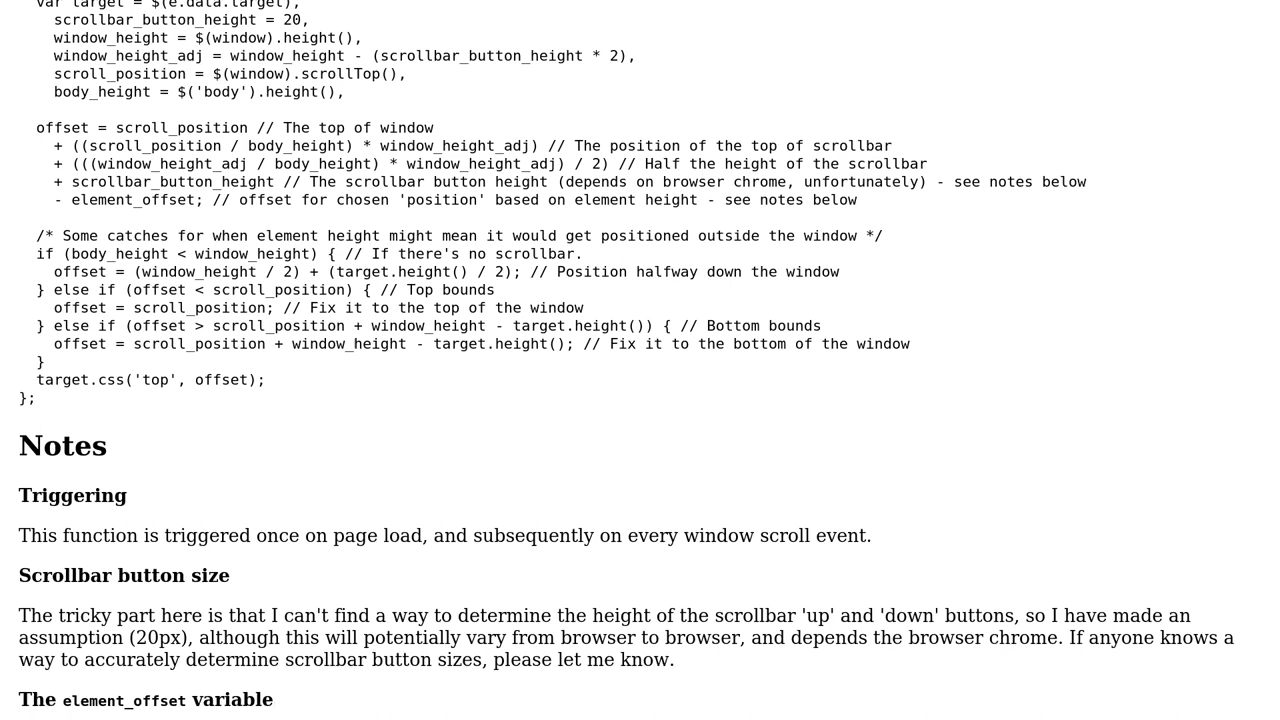 var target = $(e.data.target),
scrollbar_button_height = 20,
window_height = $(window).height(),
window_height_adj = window_height - (scrollbar_button_height * 2),
scroll_position = $(window).scrollTop(),
body_height = $('body').height(),
offset = scroll_position // The top of window
+ ((scroll_position / body_height) * window_height_adj) // The position of the top of scrollbar
+ (((window_height_adj / body_height) * window_height_adj) / 2) // Half the height of the scrollbar
+ scrollbar_button_height // The scrollbar button height (depends on browser chrome, unfortunately) - see notes below
- element_offset; // offset for chosen 'position' based on element height - see notes below
/* Some catches for when element height might mean it would get positioned outside the window */
if (body_height < window_height) { // If there's no scrollbar.
offset = (window_height / 2) + (target.height() / 2); // Position halfway down the window
} else if (offset < scroll_position) { // Top bounds
offset = scroll_position; // Fix it to the top of the window
} else if (offset > scroll_position + window_height - target.height()) { // Bottom bounds
offset = scroll_position + window_height - target.height(); // Fix it to the bottom of the window
}
target.css('top', offset);
};
Notes
Triggering
This function is triggered once on page load, and subsequently on every window scroll event.
Scrollbar button size
The tricky part here is that I can't find a way to determine the height of the scrollbar 'up' and 'down' buttons, so I have made an
assumption (20px), although this will potentially vary from browser to browser, and depends the browser chrome. If anyone knows a
way to accurately determine scrollbar button sizes, please let me know.
The element_offset variable